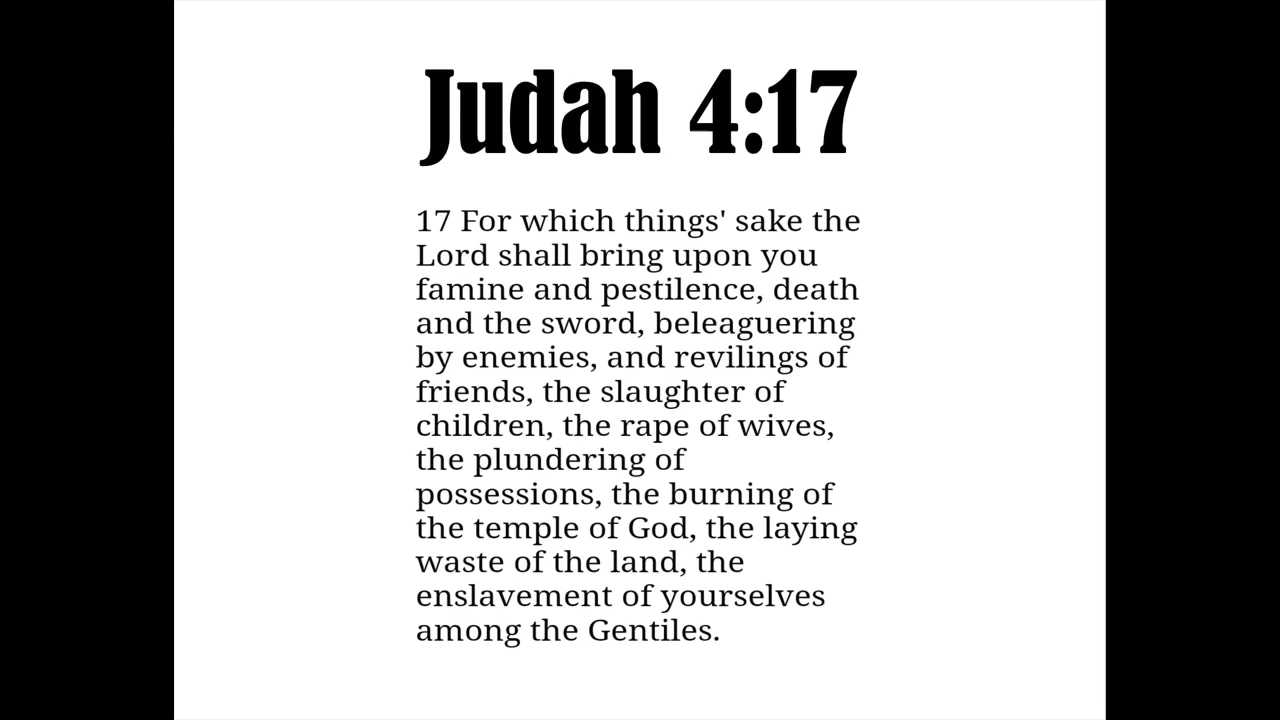 Judah 4:17
17 For which things' sake the
Lord shall bring upon you
famine and pestilence, death
and the sword, beleaguering
by enemies, and revilings of
friends, the slaughter of
children, the rape of wives,
the plundering of
possessions, the burning of
the temple of God, the laying
waste of the land, the
enslavement of yourselves
among the Gentiles.